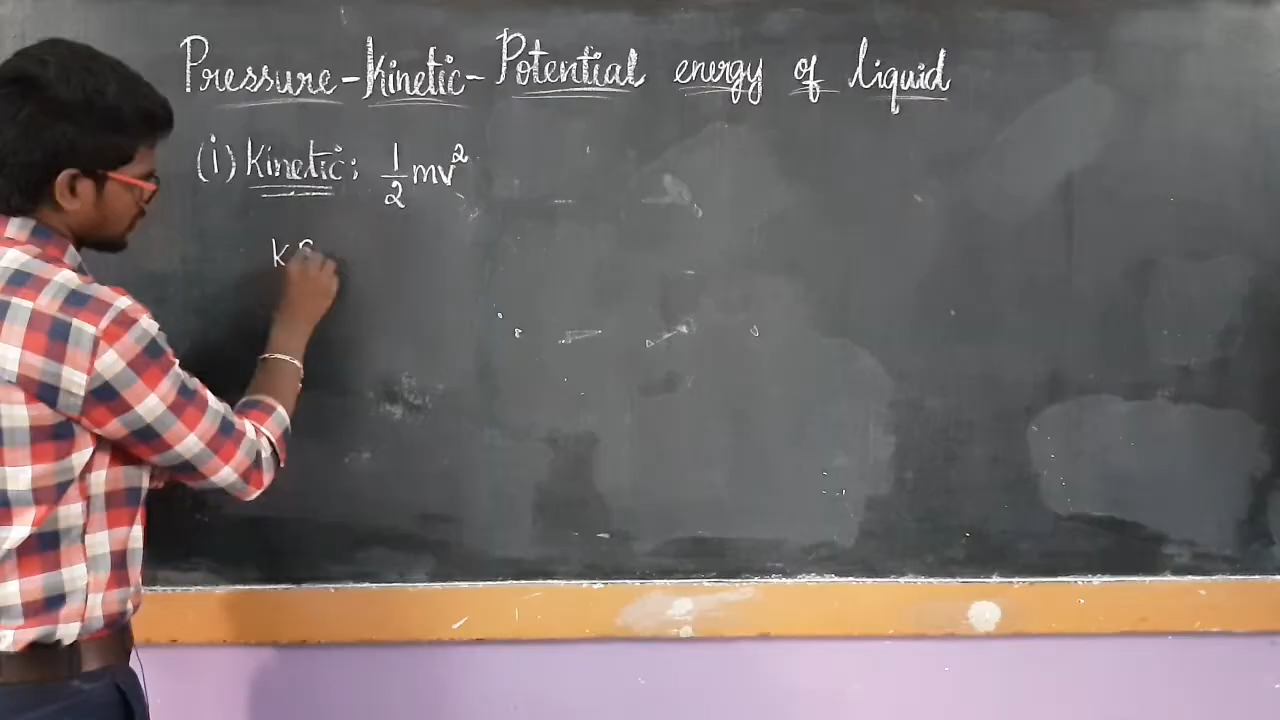 Pressure-Kinetic-Potential energy of liquid
(i) Kinetic: 1/2 mv²
K